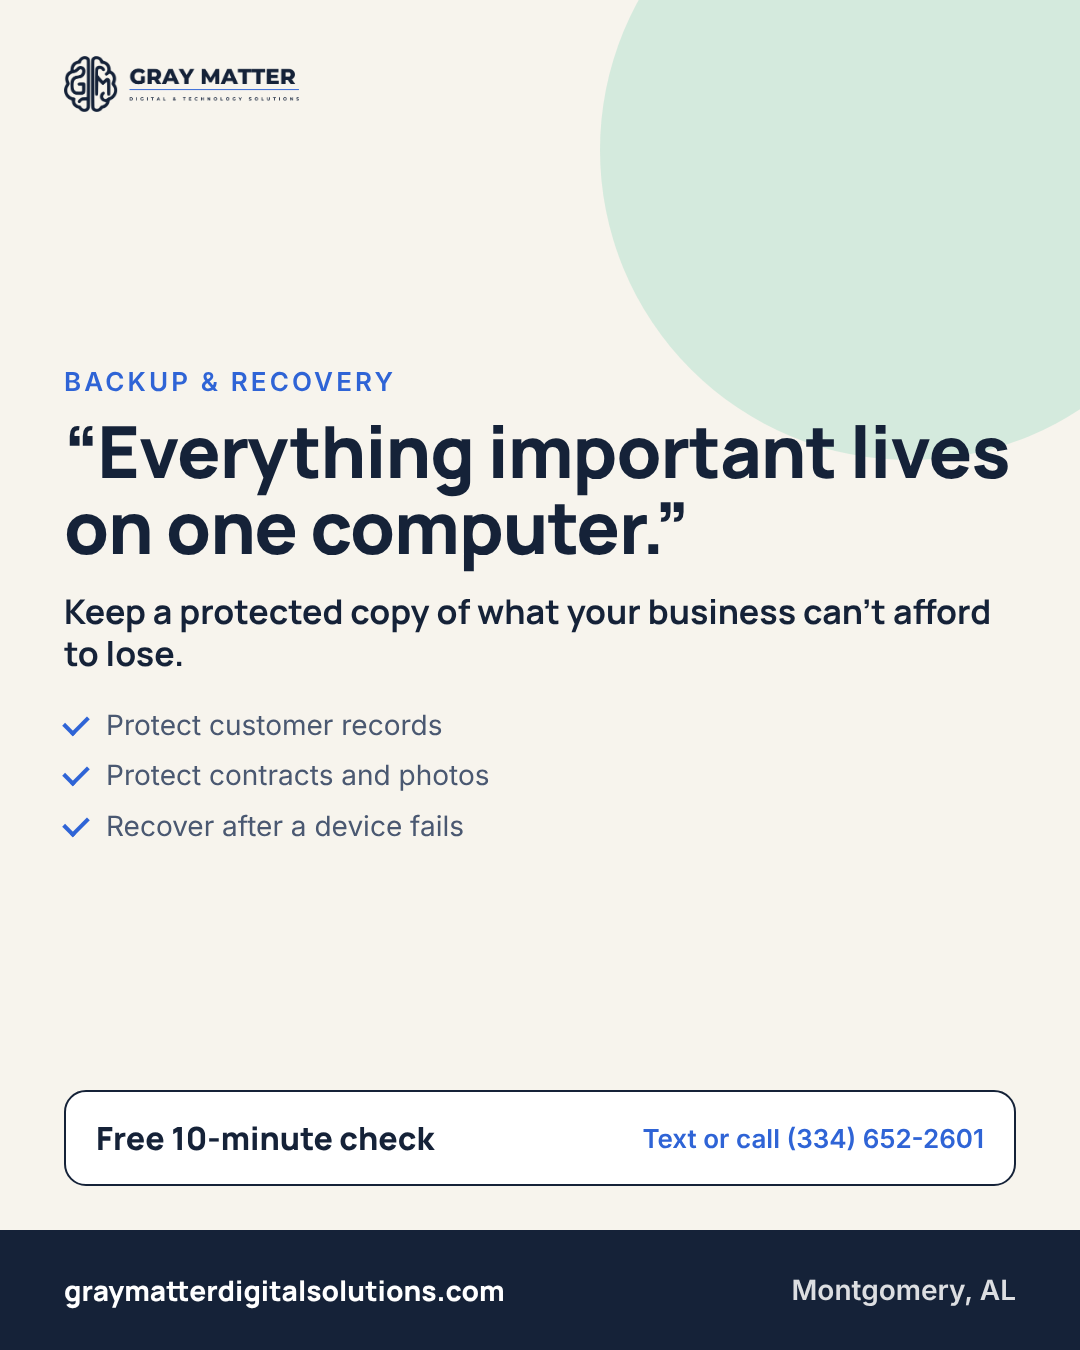 GM
GRAY MATTER
DIGITAL & TECHNOLOGY SOLUTIONS
BACKUP & RECOVERY
“Everything important lives
on one computer.”
Keep a protected copy of what your business can’t afford
to lose.
Protect customer records
Protect contracts and photos
Recover after a device fails
Free 10-minute check
Text or call (334) 652-2601
graymatterdigitalsolutions.com
Montgomery, AL